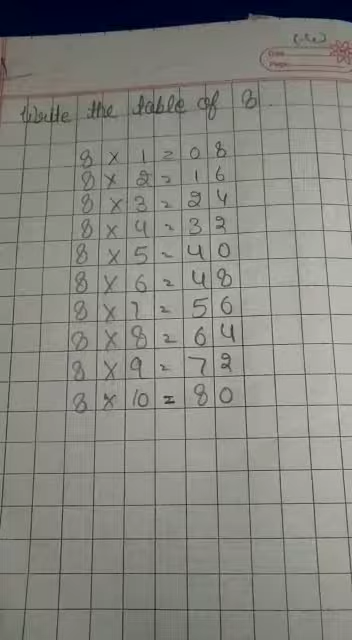 Write the table of 8.
8 × 1 = 08
8 × 2 = 16
8 × 3 = 24
8 × 4 = 32
8 × 5 = 40
8 × 6 = 48
8 × 7 = 56
8 × 8 = 64
8 × 9 = 72
8 × 10 = 80